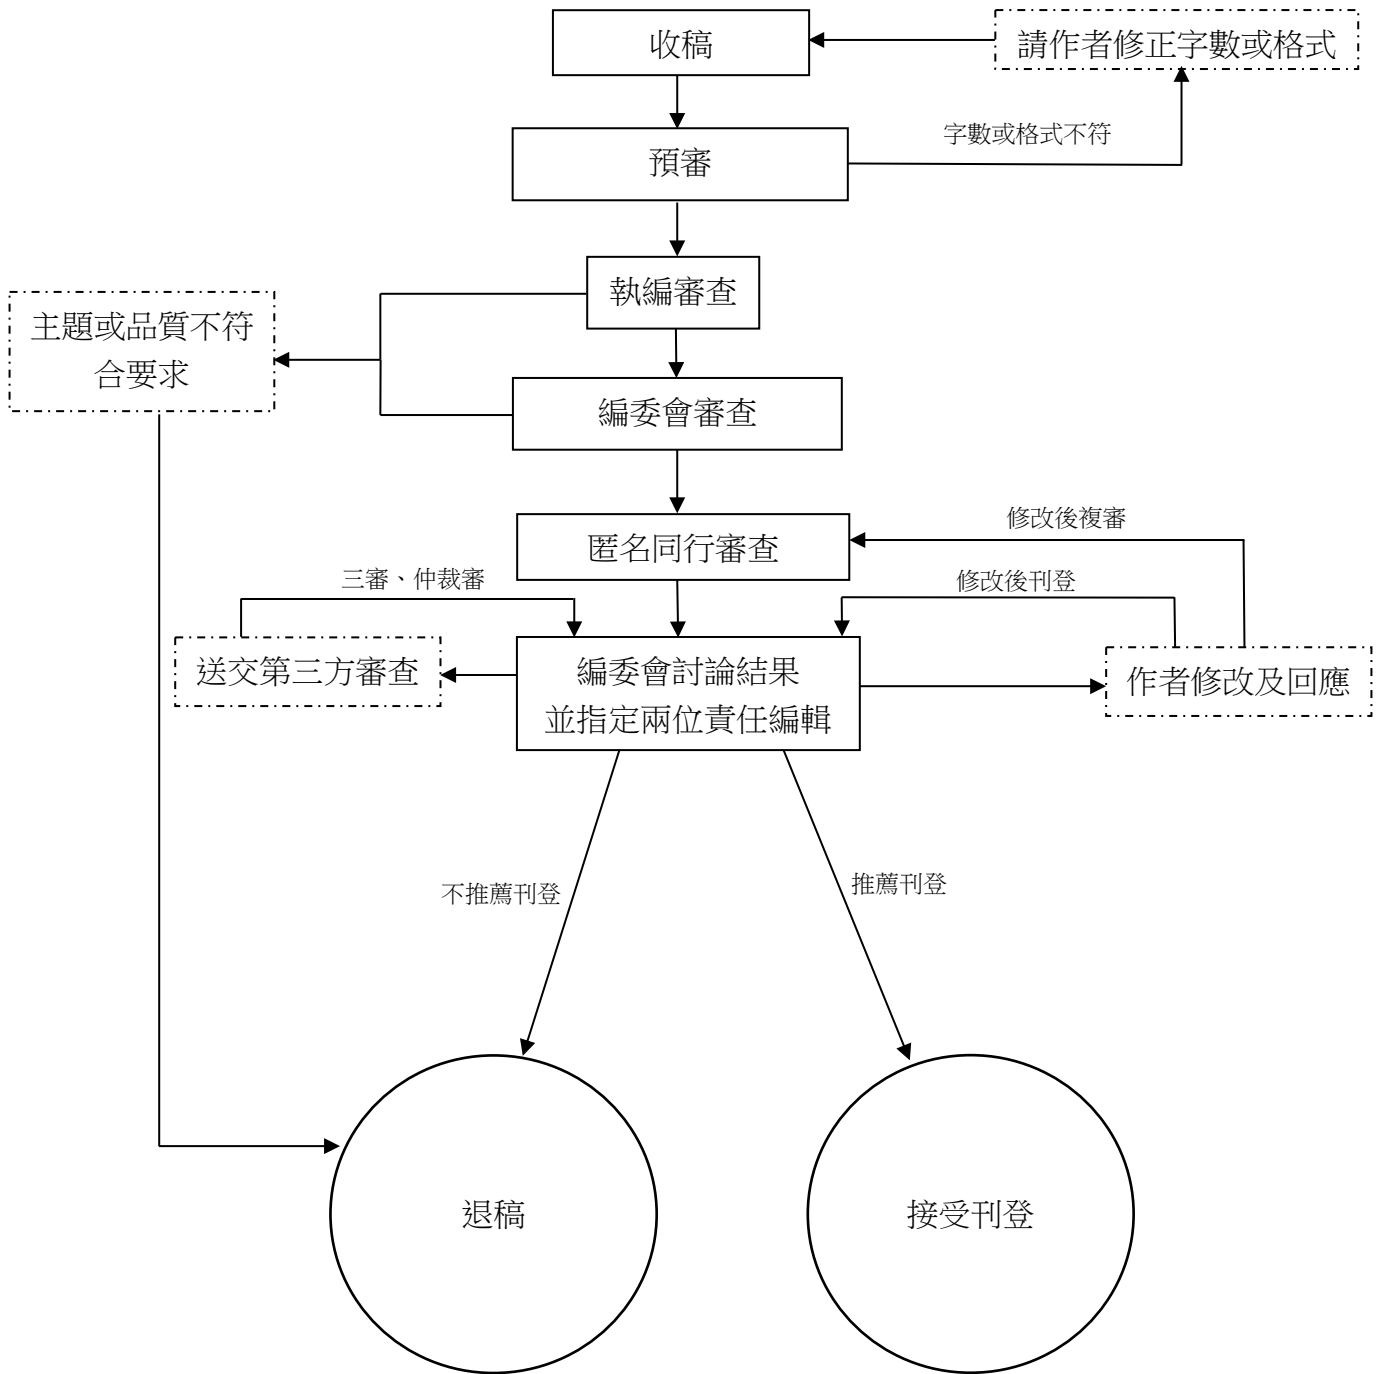 收稿
請作者修正字數或格式
字數或格式不符
預審
執編審查
主題或品質不符
合要求
編委會審查
修改後複審
匿名同行審查
三審、仲裁審
修改後刊登
送交第三方審查
編委會討論結果
並指定兩位責任編輯
作者修改及回應
不推薦刊登
推薦刊登
退稿
接受刊登